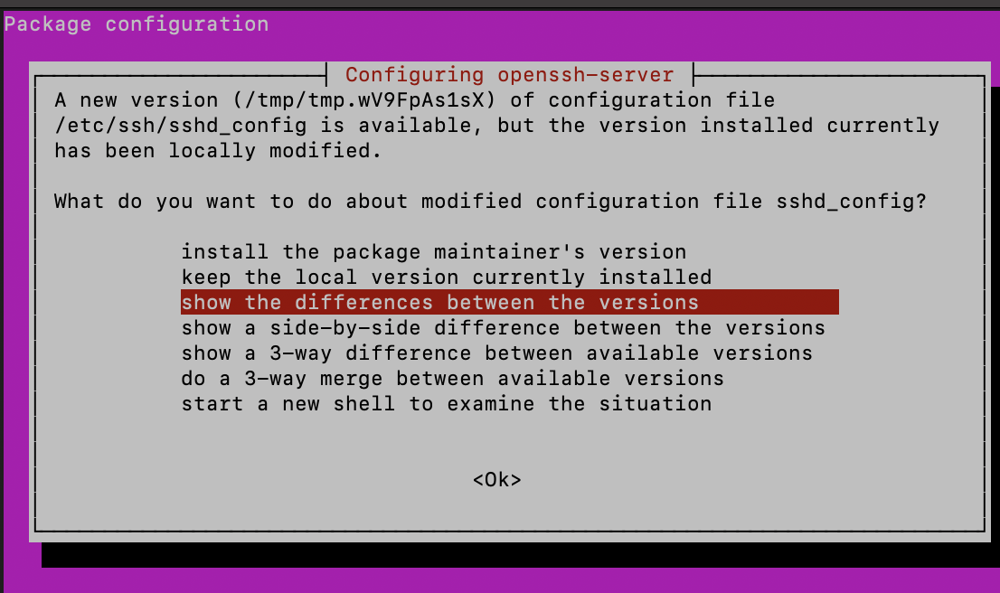 Package configuration
Configuring openssh-server
A new version (/tmp/tmp.wV9FpAs1sX) of configuration file
/etc/ssh/sshd_config is available, but the version installed currently
has been locally modified.
What do you want to do about modified configuration file sshd_config?
install the package maintainer's version
keep the local version currently installed
show the differences between the versions
show a side-by-side difference between the versions
show a 3-way difference between available versions
do a 3-way merge between available versions
start a new shell to examine the situation
<Ok>